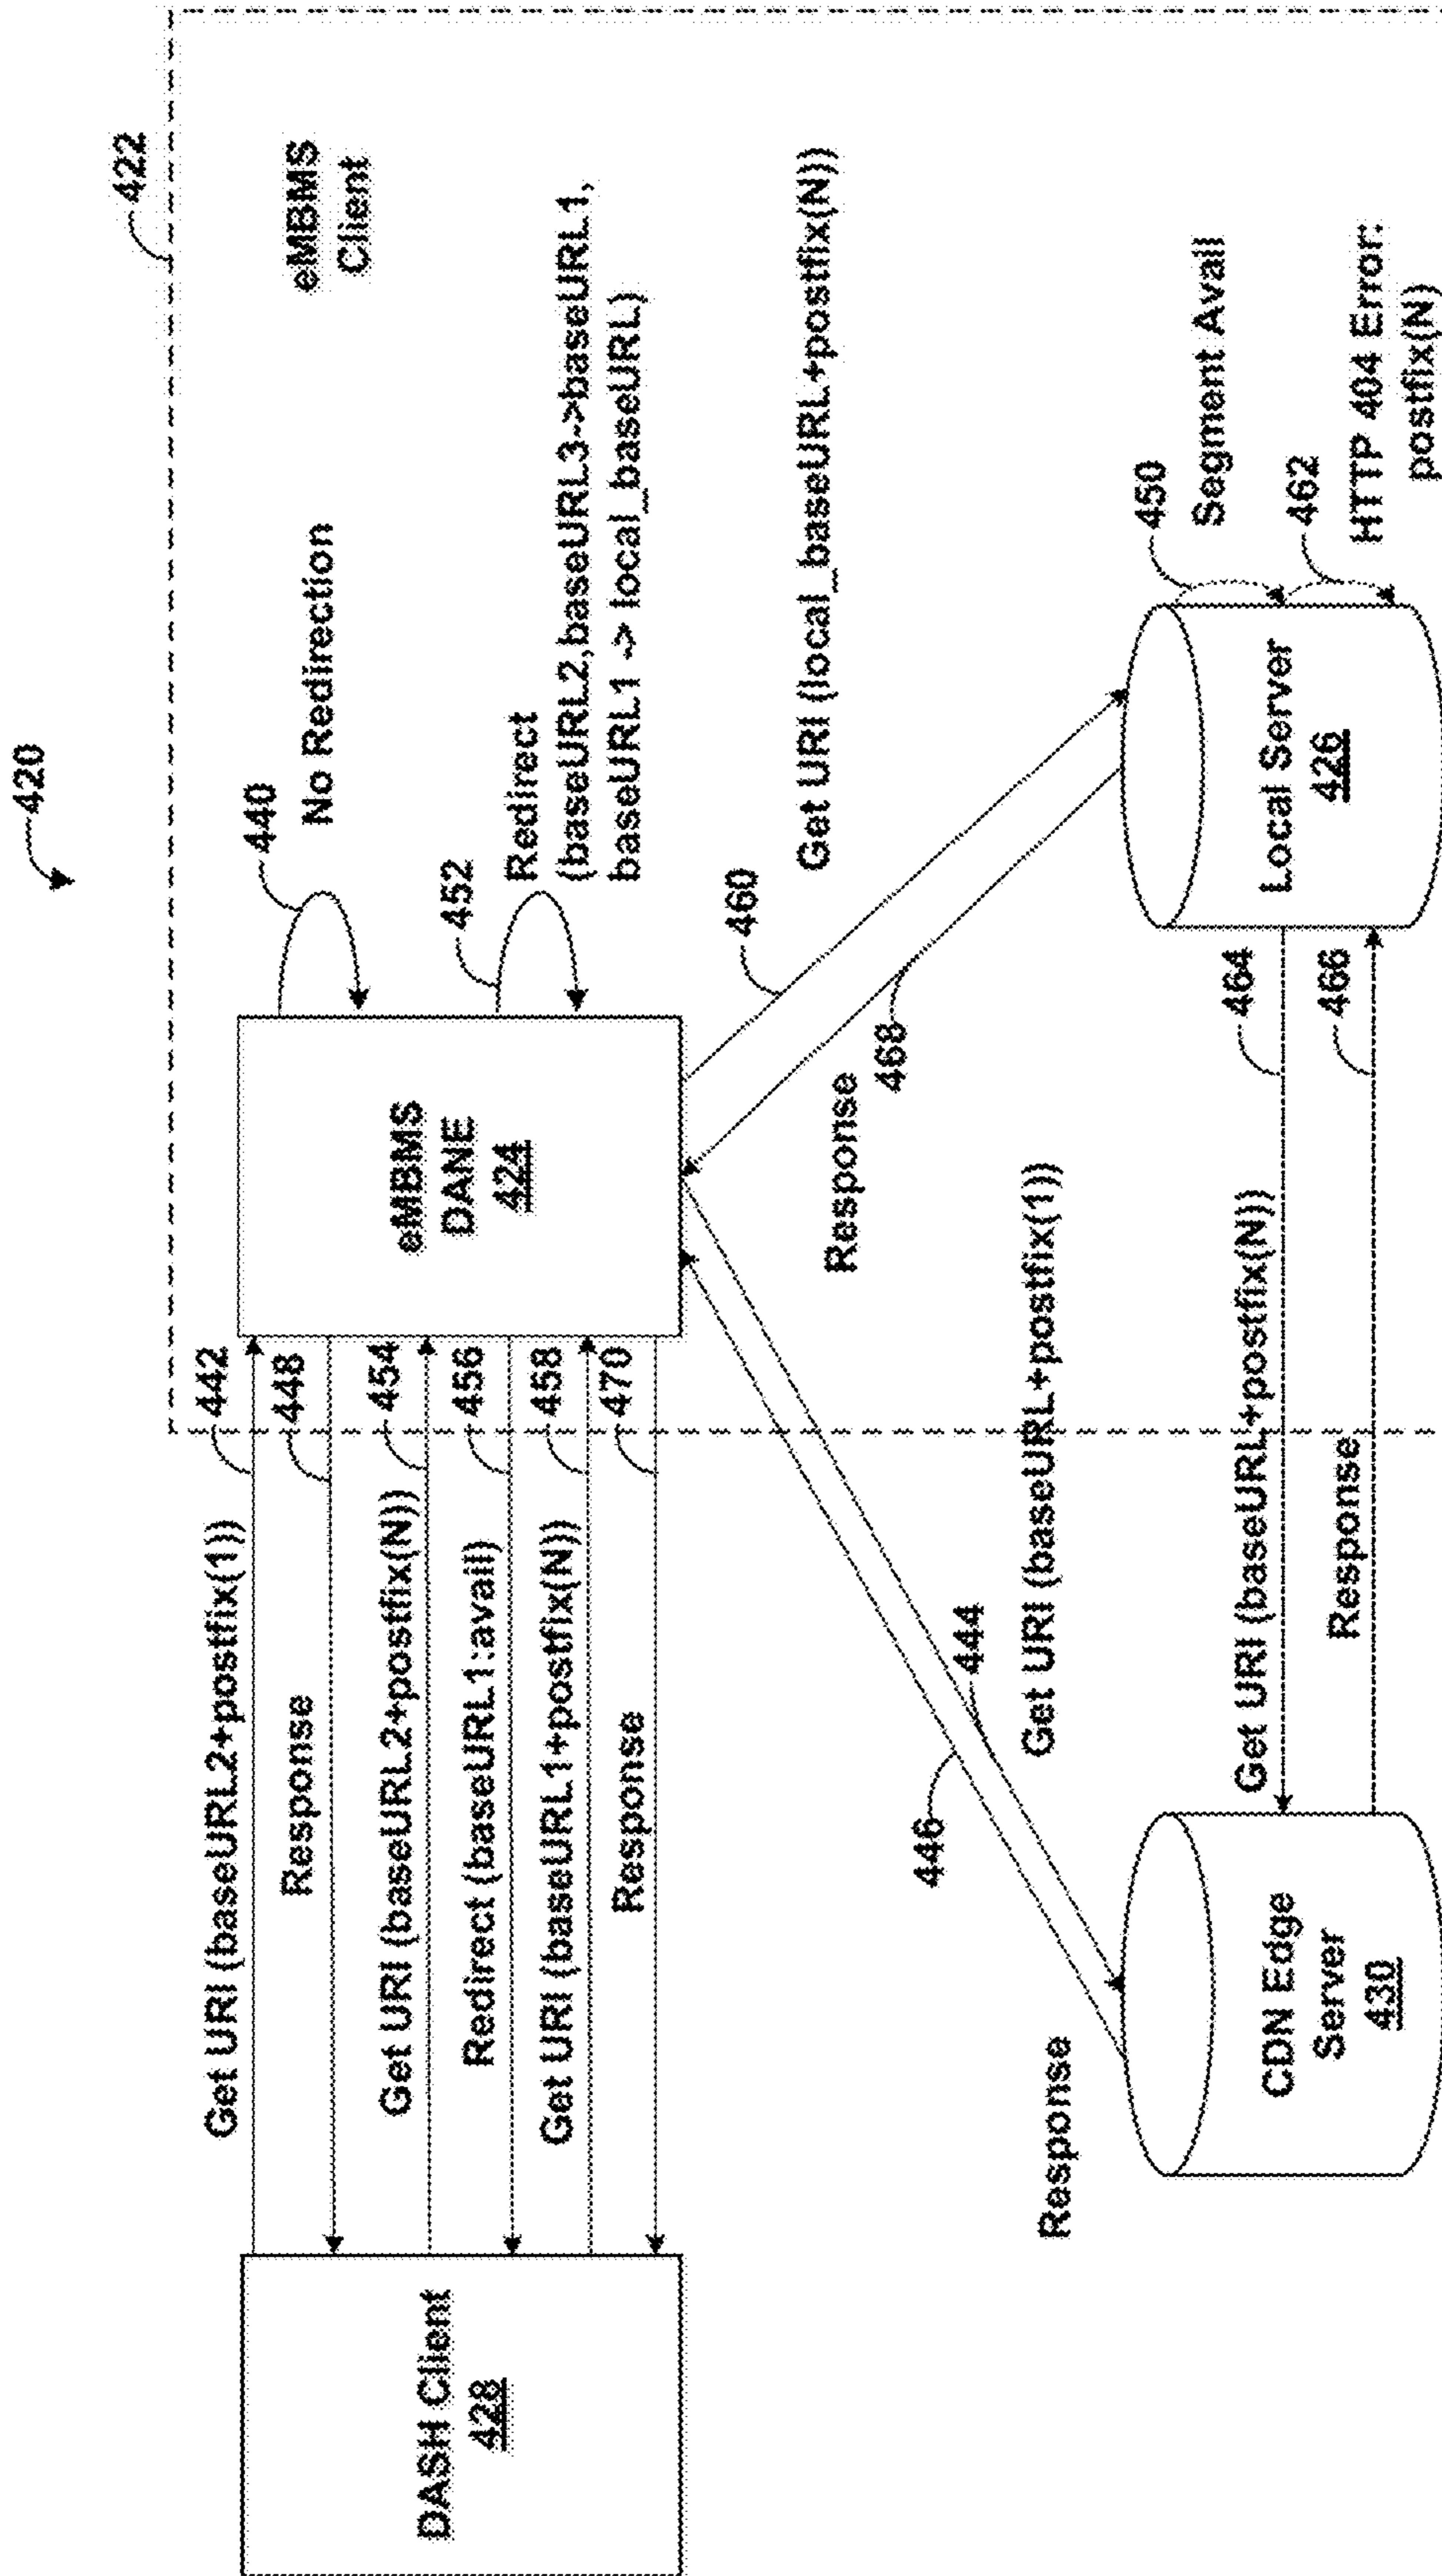 420
422
eMBMS
Client
440
No Redirection
452
Redirect
(baseURL2,baseURL3->baseURL1,
baseURL1 -> local_baseURL)
DASH Client
428
eMBMS
DANE
424
Get URI (baseURL2+postfix(1))
442
Response
448
Get URI (baseURL2+postfix(N))
454
Redirect (baseURL1:avail)
456
Get URI (baseURL1+postfix(N))
458
Response
470
460
Get URI (local_baseURL+postfix(N))
Response
468
446
Response
444
Get URI (baseURL+postfix(1))
CDN Edge
Server
430
Local Server
426
450
Segment Avail
462
HTTP 404 Error:
postfix(N)
Get URI (baseURL+postfix(N))
464
Response
466